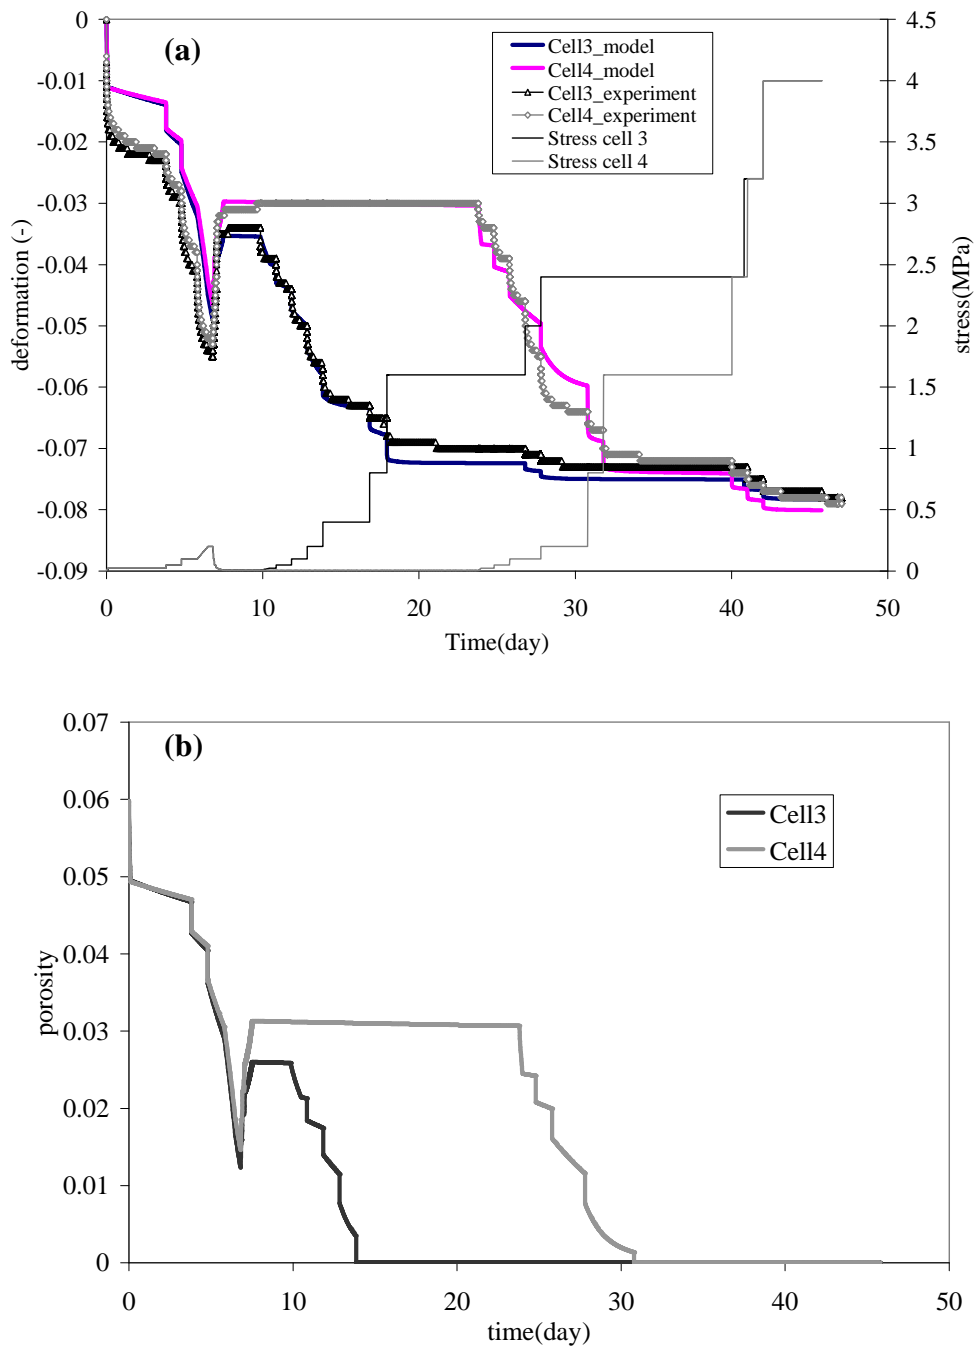 (a)
Cell3_model
Cell4_model
Cell3_experiment
Cell4_experiment
Stress cell 3
Stress cell 4
0
-0.01
-0.02
-0.03
-0.04
-0.05
-0.06
-0.07
-0.08
-0.09
deformation (-)
4.5
4
3.5
3
2.5
2
1.5
1
0.5
0
stress(MPa)
0 10 20 30 40 50
Time(day)
(b)
Cell3
Cell4
0.07
0.06
0.05
0.04
0.03
0.02
0.01
0
porosity
0 10 20 30 40 50
time(day)